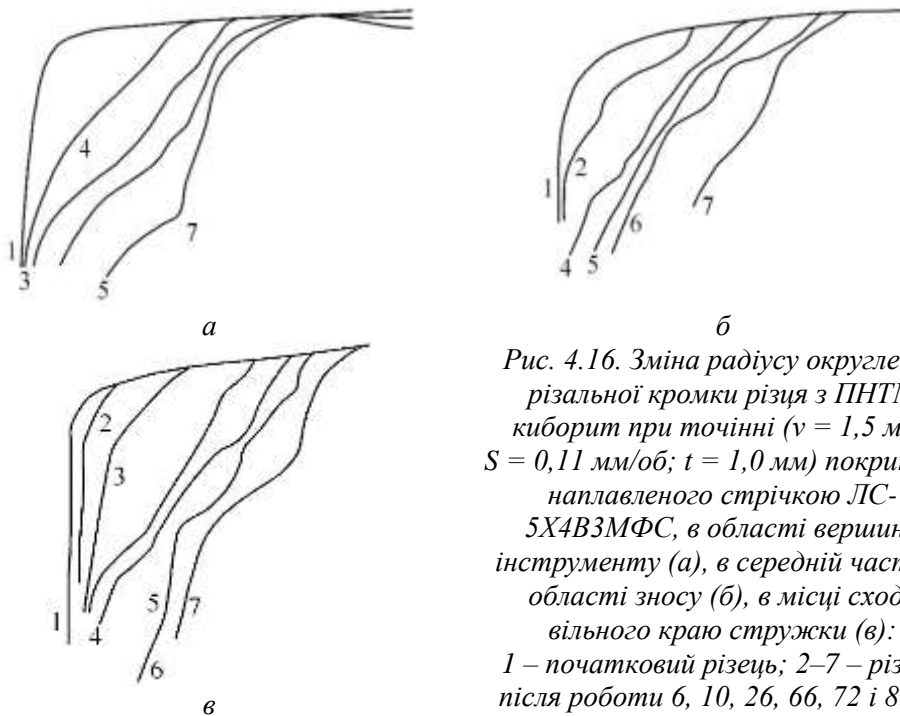 4
1
3
7
5
а
1
2
6
7
4
5
б
2
3
1
4
5
7
6
в
Рис. 4.16. Зміна радіусу округле
різальної кромки різця з ПНТМ
киборит при точінні (v = 1,5 м
S = 0,11 мм/об; t = 1,0 мм) покри
наплавленого стрічкою ЛС-
5Х4В3МФС, в області вершин
інструменту (а), в середній част
області зносу (б), в місці сход
вільного краю стружки (в):
1 – початковий різець; 2–7 – різ
після роботи 6, 10, 26, 66, 72 і 8